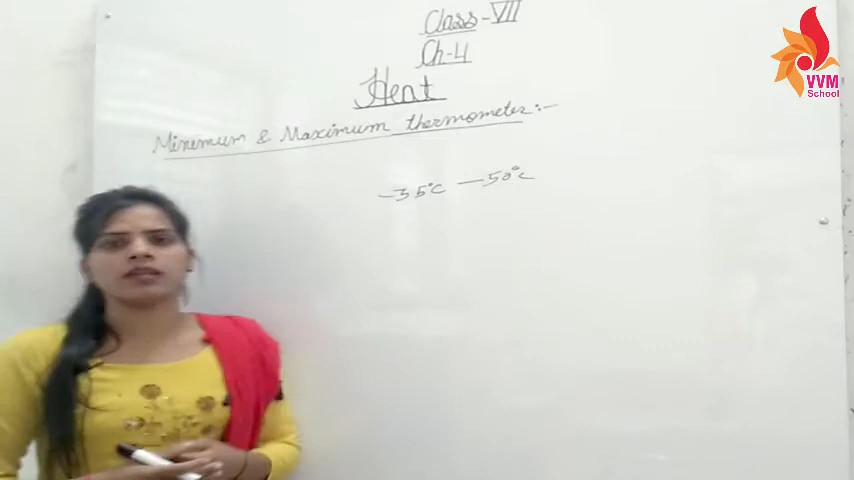 Class-VII
Ch-4
Heat
Minimum & Maximum thermometer:-
-35°C -50°C
VVM
School